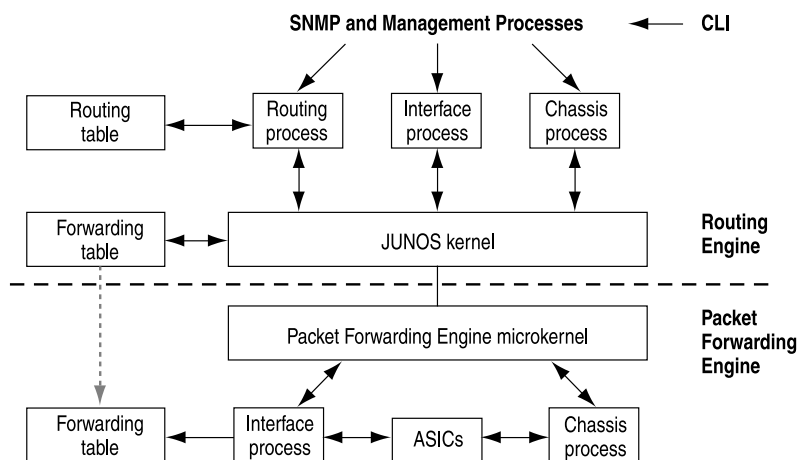 SNMP and Management Processes
CLI
Routing
table
Routing
process
Interface
process
Chassis
process
Forwarding
table
JUNOS kernel
Routing
Engine
Packet Forwarding Engine microkernel
Packet
Forwarding
Engine
Forwarding
table
Interface
process
ASICs
Chassis
process